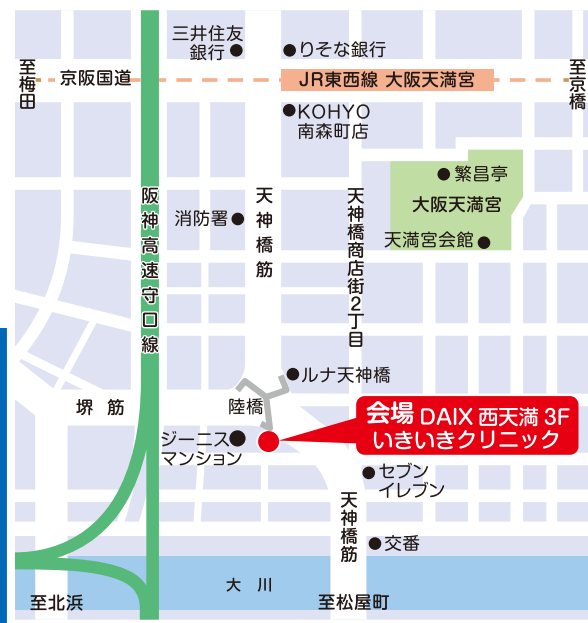 三井住友
銀行
りそな銀行
至梅田
京阪国道
JR東西線 大阪天満宮
至京橋
KOHYO
南森町店
繁昌亭
大阪天満宮
天満宮会館
阪神高速守口線
消防署
天神橋筋
天神橋商店街2丁目
ルナ天神橋
堺筋
陸橋
会場 DAIX 西天満 3F
いきいきクリニック
ジーニス
マンション
セブン
イレブン
天神橋筋
交番
大川
至北浜
至松屋町